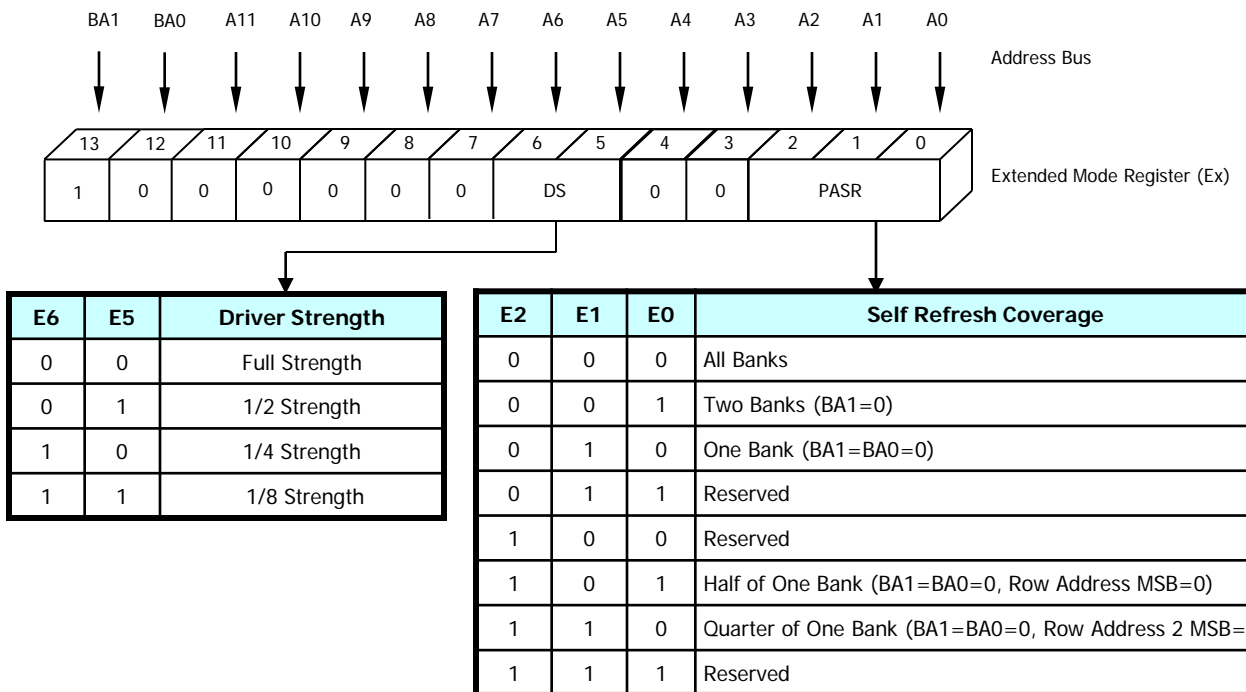 BA1 BA0 A11 A10 A9 A8 A7 A6 A5 A4 A3 A2 A1 A0
Address Bus
13 12 11 10 9 8 7 6 5 4 3 2 1 0
1 0 0 0 0 0 0 DS 0 0 PASR
Extended Mode Register (Ex)
E6 E5 Driver Strength
0 0 Full Strength
0 1 1/2 Strength
1 0 1/4 Strength
1 1 1/8 Strength
E2 E1 E0 Self Refresh Coverage
0 0 0 All Banks
0 0 1 Two Banks (BA1=0)
0 1 0 One Bank (BA1=BA0=0)
0 1 1 Reserved
1 0 0 Reserved
1 0 1 Half of One Bank (BA1=BA0=0, Row Address MSB=0)
1 1 0 Quarter of One Bank (BA1=BA0=0, Row Address 2 MSB=
1 1 1 Reserved